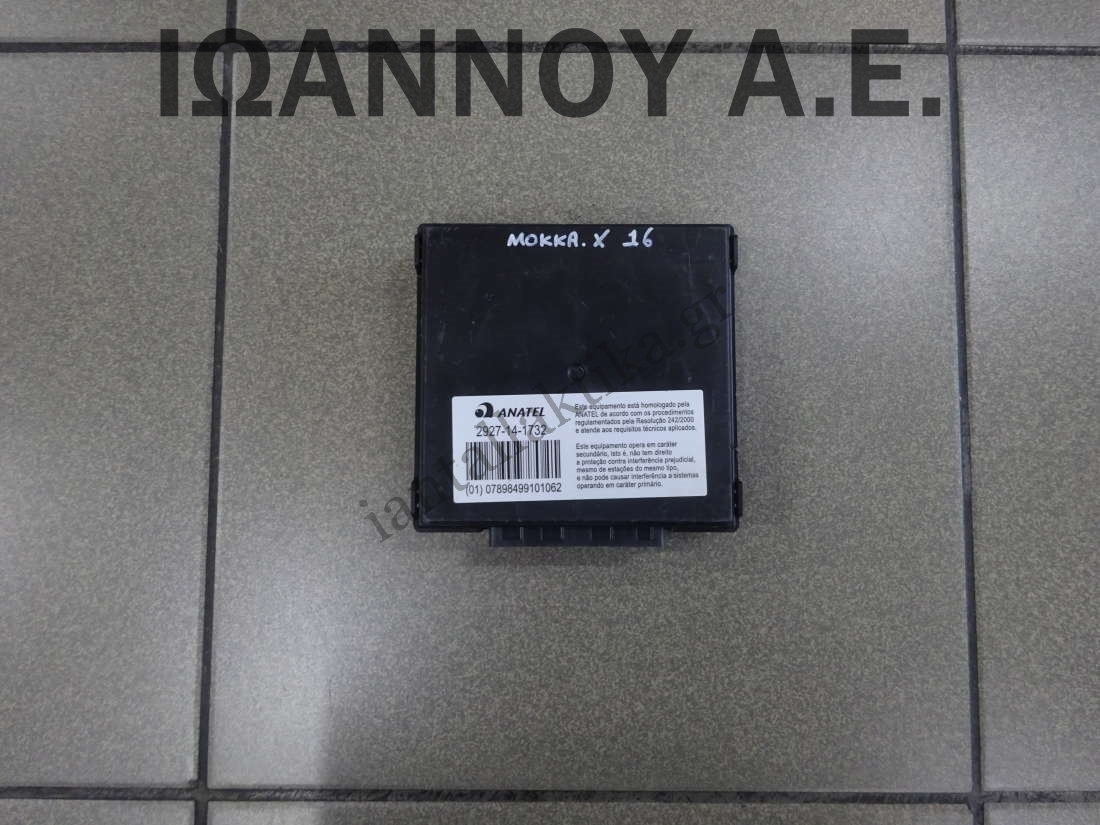 ΙΩΑΝΝΟΥ Α.Ε.
MOKKA.X 16
ANATEL
2927-14-1732
(01) 07898499101062
Este equipamento está homologado pela
ANATEL de acordo com os procedimentos
regulamentados pela Resolução 242/2000
e atende aos requisitos técnicos aplicados.
Este equipamento opera em caráter
secundário, isto é, não tem direito
a proteção contra interferência prejudicial,
mesmo de estações do mesmo tipo,
e não pode causar interferência a sistemas
operando em caráter primário.
iantallaktika.gr